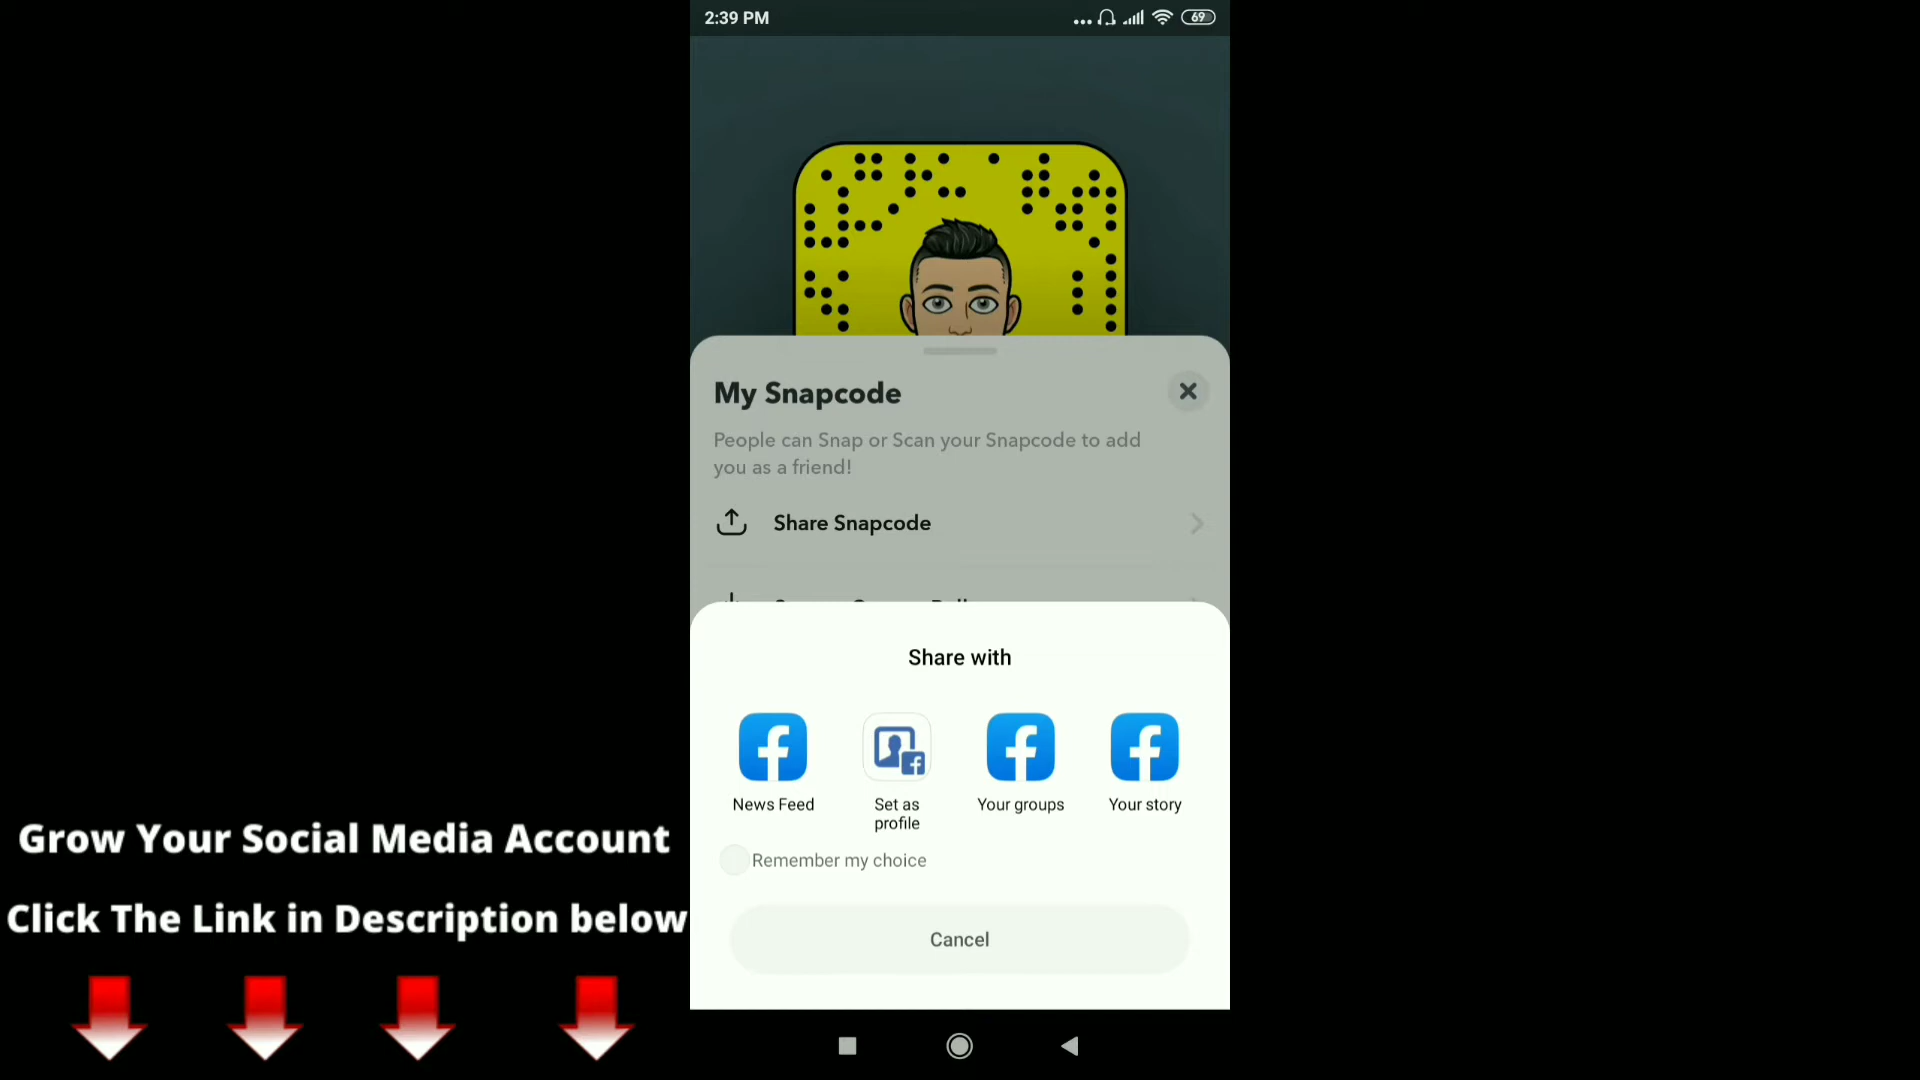 2:39 PM
69
My Snapcode
People can Snap or Scan your Snapcode to add
you as a friend!
Share Snapcode
Share with
News Feed
Set as
profile
Your groups
Your story
Remember my choice
Cancel
Grow Your Social Media Account
Click The Link in Description below